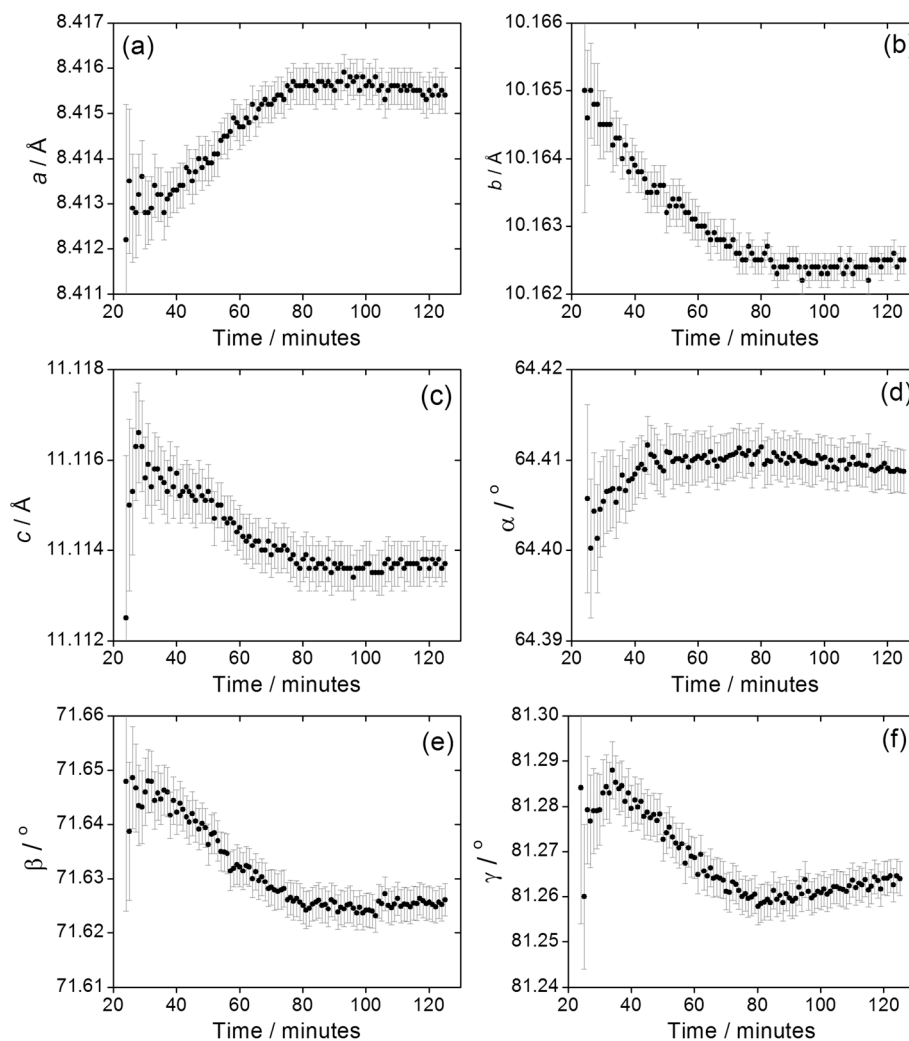 (a)
8.417
8.416
8.415
8.414
8.413
8.412
8.411
a / Å
20 40 60 80 100 120
Time / minutes
(b)
10.166
10.165
10.164
10.163
10.162
b / Å
20 40 60 80 100 120
Time / minutes
(c)
11.118
11.116
11.114
11.112
c / Å
20 40 60 80 100 120
Time / minutes
(d)
64.42
64.41
64.40
64.39
α / °
20 40 60 80 100 120
Time / minutes
(e)
71.66
71.65
71.64
71.63
71.62
71.61
β / °
20 40 60 80 100 120
Time / minutes
(f)
81.30
81.29
81.28
81.27
81.26
81.25
81.24
γ / °
20 40 60 80 100 120
Time / minutes